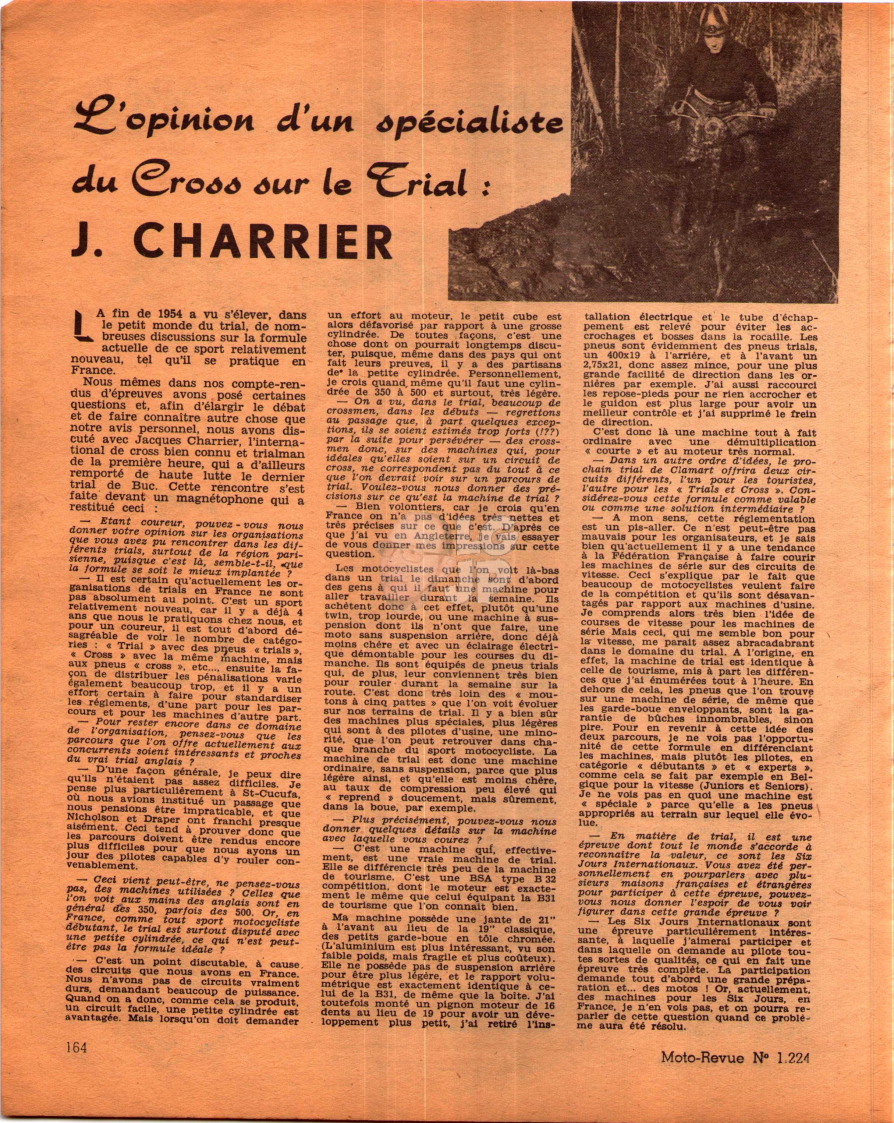 L'opinion d'un spécialiste
du Cross sur le Trial :
J. CHARRIER
LA fin de 1954 a vu s'élever, dans
le petit monde du trial, de nom-
breuses discussions sur la formule
actuelle de ce sport relativement
nouveau, tel qu'il se pratique en
France.
Nous mêmes dans nos compte-ren-
dus d'épreuves avons posé certaines
questions et, afin d'élargir le débat
et de faire connaître autre chose que
notre avis personnel, nous avons dis-
cuté avec Jacques Charrier, l'interna-
tional de cross bien connu et trialman
de la première heure, qui a d'ailleurs
remporté de haute lutte le dernier
trial de Buc. Cette rencontre s'est
faite devant un magnétophone qui a
restitué ceci :
— Etant coureur, pouvez-vous nous
donner votre opinion sur les organisations
que vous avez pu rencontrer dans les dif-
férents trials, surtout de la région pari-
sienne, puisque c'est là, semble-t-il, que
la formule se soit le mieux implantée ?
— Il est certain qu'actuellement les or-
ganisations de trials en France ne sont
pas absolument au point. C'est un sport
relativement nouveau, car il y a déjà 4
ans que nous le pratiquons chez nous, et
pour un coureur, il est tout d'abord dé-
sagréable de voir le nombre de catégo-
ries : « Trial » avec des pneus « trials »,
« Cross » avec la même machine, mais
aux pneus « cross », etc..., ensuite la fa-
çon de distribuer les pénalisations varie
également beaucoup trop, et il y a un
effort certain à faire pour standardiser
les réglements, d'une part pour les par-
cours et pour les machines d'autre part.
— Pour rester encore dans ce domaine
de l'organisation, pensez-vous que les
parcours que l'on offre actuellement aux
concurrents soient intéressants et proches
du vrai trial anglais ?
— D'une façon générale, je peux dire
qu'ils n'étaient pas assez difficiles. Je
pense plus particulièrement à St-Cucufa,
où nous avions institué un passage que
nous pensions être impraticable, et que
Nicholson et Draper ont franchi presque
aisément. Ceci tend à prouver donc que
les parcours doivent être rendus encore
plus difficiles pour que nous ayons un
jour des pilotes capables d'y rouler con-
venablement.
— Ceci vient peut-être, ne pensez-vous
pas, des machines utilisées ? Celles que
l'on voit aux mains des anglais sont en
général des 350, parfois des 500. Or, en
France, comme tout sport motocycliste
débutant, le trial est surtout disputé avec
une petite cylindrée, ce qui n'est peut-
être pas la formule idéale ?
— C'est un point discutable, à cause
des circuits que nous avons en France.
Nous n'avons pas de circuits vraiment
durs, demandant beaucoup de puissance.
Quand on a donc, comme cela se produit,
un circuit facile, une petite cylindrée est
avantagée. Mais lorsqu'on doit demander
un effort au moteur, le petit cube est
alors défavorisé par rapport à une grosse
cylindrée. De toutes façons, c'est une
chose dont on pourrait longtemps discu-
ter, puisque, même dans des pays qui ont
fait leurs preuves, il y a des partisans
de la petite cylindrée. Personnellement,
je crois quand même qu'il faut une cylin-
drée de 350 à 500 et surtout, très légère.
— On a vu, dans le trial, beaucoup de
crossmen, dans les débuts — regrettons
au passage que, à part quelques excep-
tions, ils se soient estimés trop forts (??)
par la suite pour persévérer — des cross-
men donc, sur des machines qui, pour
idéales qu'elles soient sur un circuit de
cross, ne correspondent pas du tout à ce
que l'on devrait voir sur un parcours de
trial. Voulez-vous nous donner des pré-
cisions sur ce qu'est la machine de trial ?
— Bien volontiers, car je crois qu'en
France on n'a pas d'idées très nettes et
très précises sur ce que c'est. D'après ce
que j'ai vu en Angleterre, je vais essayer
de vous donner mes impressions sur cette
question.
Les motocyclistes que l'on voit là-bas
dans un trial le dimanche sont d'abord
des gens à qui il faut une machine pour
aller travailler durant la semaine. Ils
achètent donc à cet effet, plutôt qu'une
twin, trop lourde, ou une machine à sus-
pension dont ils n'ont que faire, une
moto sans suspension arrière, donc déjà
moins chère et avec un éclairage électri-
que démontable pour les courses du di-
manche. Ils sont équipés de pneus trials
qui, de plus, leur conviennent très bien
pour rouler durant la semaine sur la
route. C'est donc très loin des « mou-
tons à cinq pattes » que l'on voit évoluer
sur nos terrains de trial. Il y a bien sûr
des machines plus spéciales, plus légères
qui sont à des pilotes d'usine, une mino-
rité, que l'on peut retrouver dans cha-
que branche du sport motocycliste. La
machine de trial est donc une machine
ordinaire, sans suspension, parce que plus
légére ainsi, et qu'elle est moins chère,
au taux de compression peu élevé qui
« reprend » doucement, mais sûrement,
dans la boue, par exemple.
— Plus précisément, pouvez-vous nous
donner quelques détails sur la machine
avec laquelle vous courez ?
— C'est une machine qui, effective-
ment, est une vraie machine de trial.
Elle se différencie très peu de la machine
de tourisme. C'est une BSA type B 32
compétition, dont le moteur est exacte-
ment le même que celui équipant la B31
de tourisme que l'on connaît bien.
Ma machine possède une jante de 21"
à l'avant au lieu de la 19" classique,
des petits garde-boue en tôle chromée.
(L'aluminium est plus intéressant, vu son
faible poids, mais fragile et plus coûteux).
Elle ne possède pas de suspension arrière
pour être plus légère, et le rapport volu-
métrique est exactement identique à ce-
lui de la B31, de même que la boîte. J'ai
toutefois monté un pignon moteur de 16
dents au lieu de 19 pour avoir un déve-
loppement plus petit, j'ai retiré l'ins-
tallation électrique et le tube d'échap-
pement est relevé pour éviter les ac-
crochages et bosses dans la rocaille. Les
pneus sont évidemment des pneus trials,
un 400x19 à l'arrière, et à l'avant un
2,75x21, donc assez mince, pour une plus
grande facilité de direction dans les or-
nières par exemple. J'ai aussi raccourci
les repose-pieds pour ne rien accrocher et
le guidon est plus large pour avoir un
meilleur contrôle et j'ai supprimé le frein
de direction.
C'est donc là une machine tout à fait
ordinaire avec une démultiplication
« courte » et au moteur très normal.
— Dans un autre ordre d'idées, le pro-
chain trial de Clamart offrira deux cir-
cuits différents, l'un pour les touristes,
l'autre pour les « Trials et Cross ». Con-
sidérez-vous cette formule comme valable
ou comme une solution intermédiaire ?
— A mon sens, cette réglementation
est un pis-aller. Ce n'est peut-être pas
mauvais pour les organisateurs, et je sais
bien qu'actuellement il y a une tendance
à la Fédération Française à faire courir
les machines de série sur des circuits de
vitesse. Ceci s'explique par le fait que
beaucoup de motocyclistes veulent faire
de la compétition et qu'ils sont désavan-
tagés par rapport aux machines d'usine.
Je comprends alors très bien l'idée de
courses de vitesse pour les machines de
série Mais ceci, qui me semble bon pour
la vitesse, me parait assez abracadabrant
dans le domaine du trial. A l'origine, en
effet, la machine de trial est identique à
celle de tourisme, mis à part les différen-
ces que j'ai énumérées tout à l'heure. En
dehors de cela, les pneus que l'on trouve
sur une machine de série, de même que
les garde-boue enveloppants, sont la ga-
rantie de bûches innombrables, sinon
pire. Pour en revenir à cette idée des
deux parcours, je ne vois pas l'opportu-
nité de cette formule en différenciant
les machines, mais plutôt les pilotes, en
catégorie « débutants » et « experts »,
comme cela se fait par exemple en Bel-
gique pour la vitesse (Juniors et Seniors).
Je ne vois pas en quoi une machine est
« spéciale » parce qu'elle a les pneus
appropriés au terrain sur lequel elle évo-
lue.
— En matière de trial, il est une
épreuve dont tout le monde s'accorde à
reconnaître la valeur, ce sont les Six
Jours Internationaux. Vous avez été per-
sonnellement en pourparlers avec plu-
sieurs maisons françaises et étrangères
pour participer à cette épreuve, pouvez-
vous nous donner l'espoir de vous voir
figurer dans cette grande épreuve ?
— Les Six Jours Internationaux sont
une épreuve particulièrement intéres-
sante, à laquelle j'aimerai participer et
dans laquelle on demande au pilote tou-
tes sortes de qualités, ce qui en fait une
épreuve très complète. La participation
demande tout d'abord une grande prépa-
ration et... des motos ! Or, actuellement,
des machines pour les Six Jours, en
France, je n'en vois pas, et on pourra re-
parler de cette question quand ce problè-
me aura été résolu.
164
Moto-Revue Nº 1.224